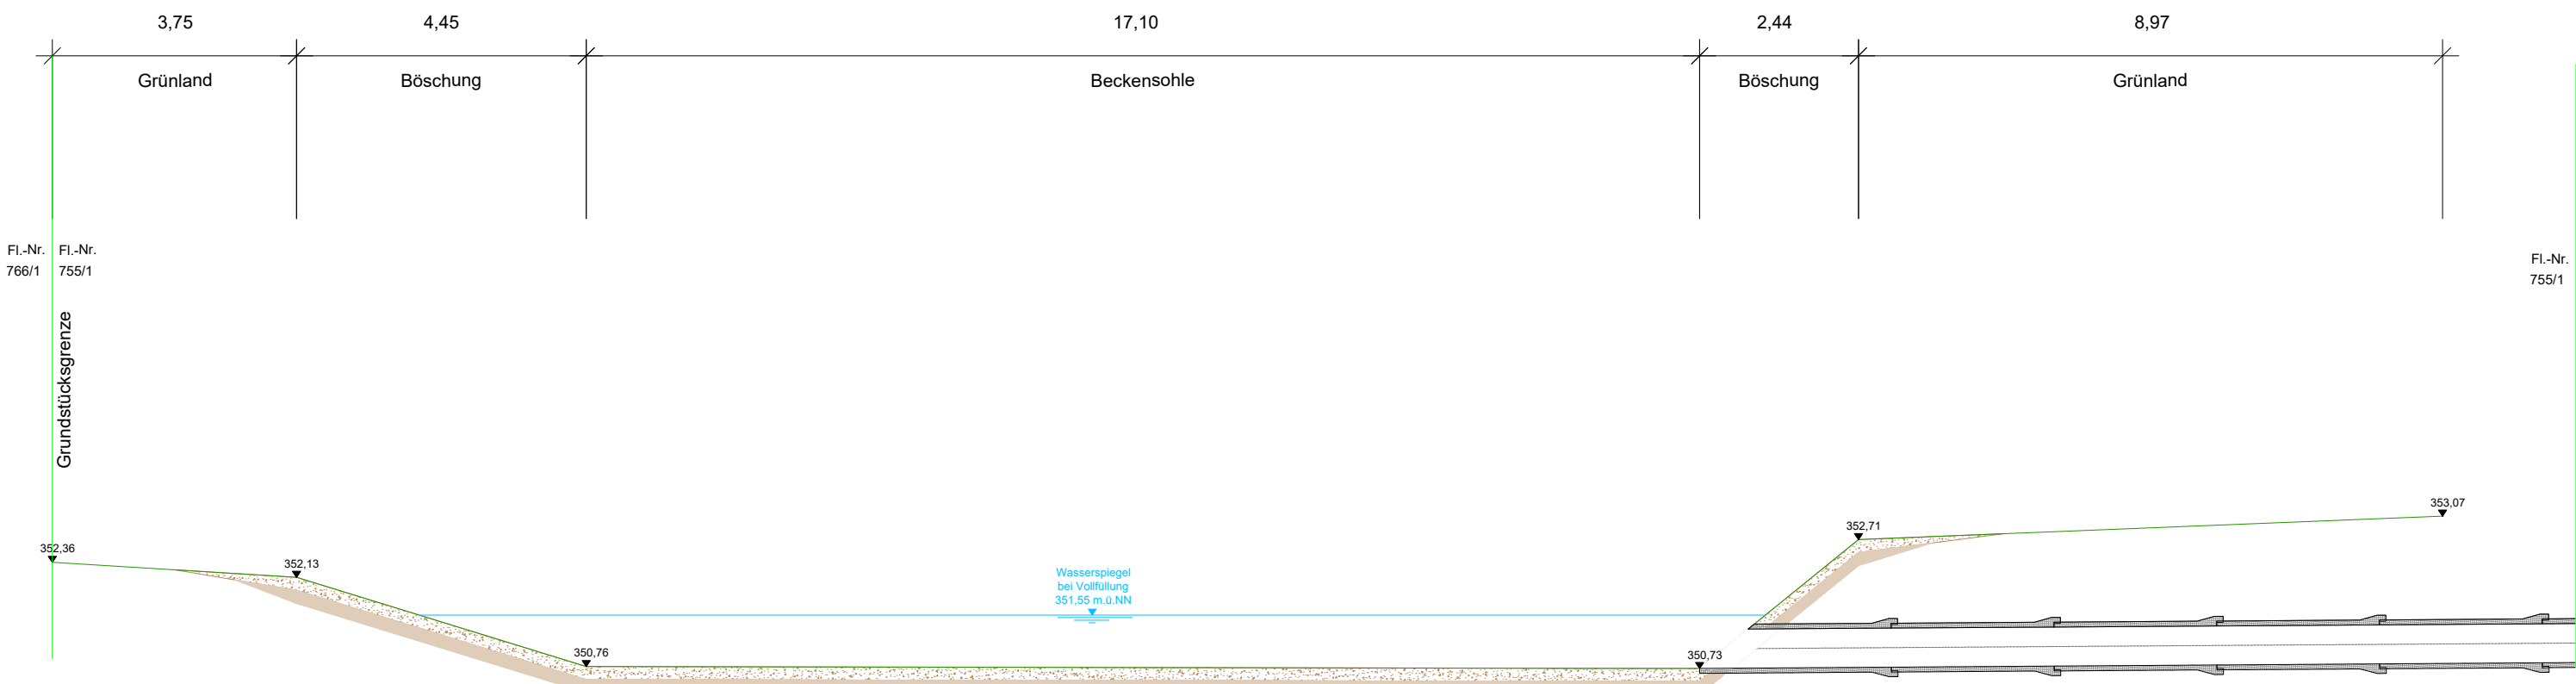 3,75
4,45
17,10
2,44
8,97
Grünland
Böschung
Beckensohle
Böschung
Grünland
Fl.-Nr.
766/1
Fl.-Nr.
755/1
Fl.-Nr.
755/1
Grundstücksgrenze
352,36
352,13
350,76
Wasserspiegel
bei Vollfüllung
351,55 m.ü.NN
350,73
352,71
353,07